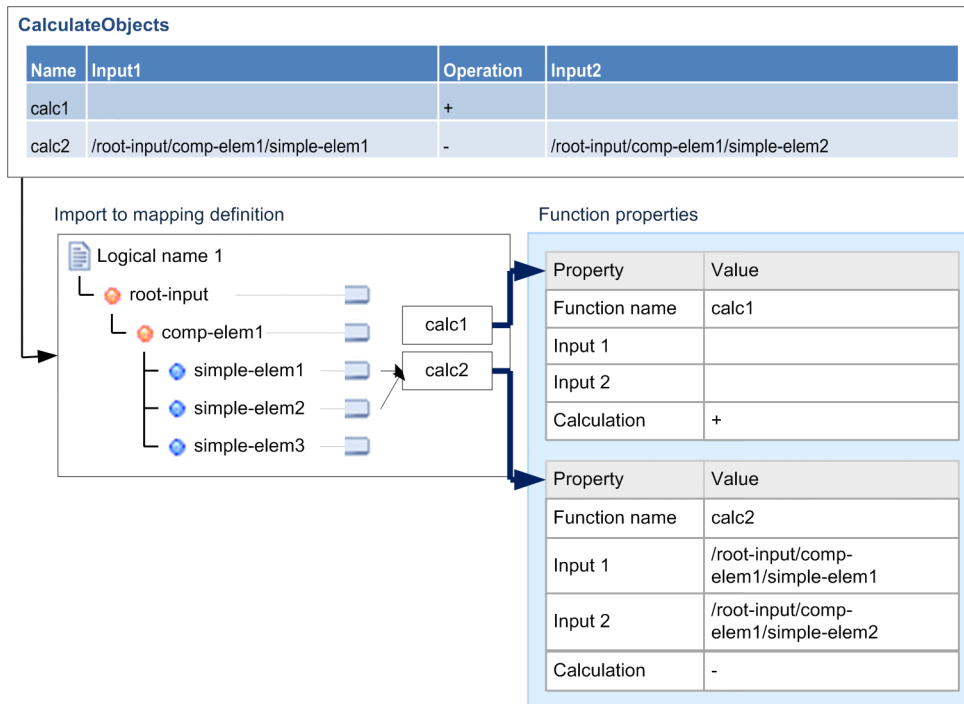 CalculateObjects
Name Input1 Operation Input2
calc1 +
calc2 /root-input/comp-elem1/simple-elem1 - /root-input/comp-elem1/simple-elem2
Import to mapping definition
Logical name 1
root-input
comp-elem1
simple-elem1
simple-elem2
simple-elem3
calc1
calc2
Function properties
Property Value
Function name calc1
Input 1
Input 2
Calculation +
Property Value
Function name calc2
Input 1 /root-input/comp-
elem1/simple-elem1
Input 2 /root-input/comp-
elem1/simple-elem2
Calculation -